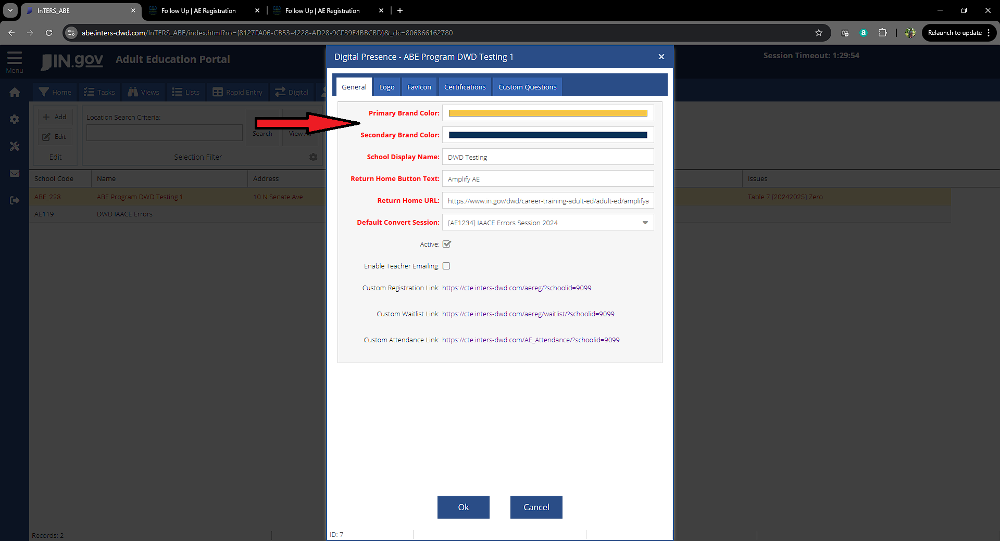 InTERS_ABE
Follow Up | AE Registration
Follow Up | AE Registration
abe.inters-dwd.com/InTERS_ABE/index.html?ro={8127FA06-CB53-4228-AD28-9CF39E4BBCBD}&_dc=806866162780
a
Relaunch to update
Menu
IN.gov
Adult Education Portal
Session Timeout: 1:29:54
Home
Tasks
Views
Lists
Rapid Entry
Digital
Add
Edit
Edit
Location Search Criteria:
Search
View
Selection Filter
School Code
Name
Address
Issues
ABE_228
ABE Program DWD Testing 1
10 N Senate Ave
Table 7 [20242025] Zero
AE119
DWD IAACE Errors
Records: 2
Digital Presence - ABE Program DWD Testing 1
General
Logo
FavIcon
Certifications
Custom Questions
Primary Brand Color:
Secondary Brand Color:
School Display Name: DWD Testing
Return Home Button Text: Amplify AE
Return Home URL: https://www.in.gov/dwd/career-training-adult-ed/adult-ed/amplifya
Default Convert Session: [AE1234] IAACE Errors Session 2024
Active:
Enable Teacher Emailing:
Custom Registration Link: https://cte.inters-dwd.com/aereg/?schoolid=9099
Custom Waitlist Link: https://cte.inters-dwd.com/aereg/waitlist/?schoolid=9099
Custom Attendance Link: https://cte.inters-dwd.com/AE_Attendance/?schoolid=9099
Ok
Cancel
ID: 7